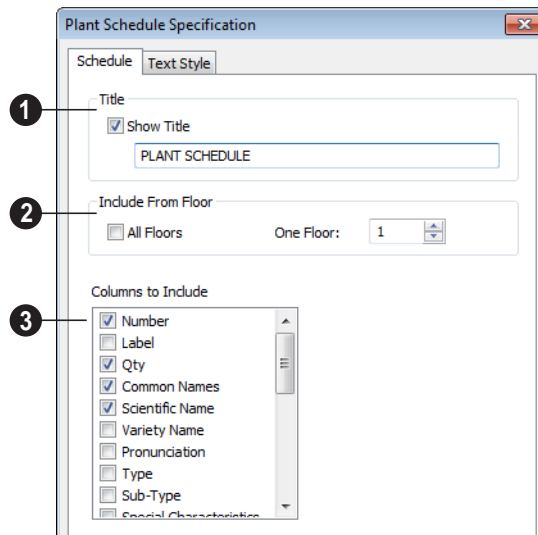 Plant Schedule Specification
Schedule Text Style
1
Title
Show Title
PLANT SCHEDULE
2
Include From Floor
All Floors One Floor: 1
Columns to Include
3
Number
Label
Qty
Common Names
Scientific Name
Variety Name
Pronunciation
Type
Sub-Type
Special Characteristics